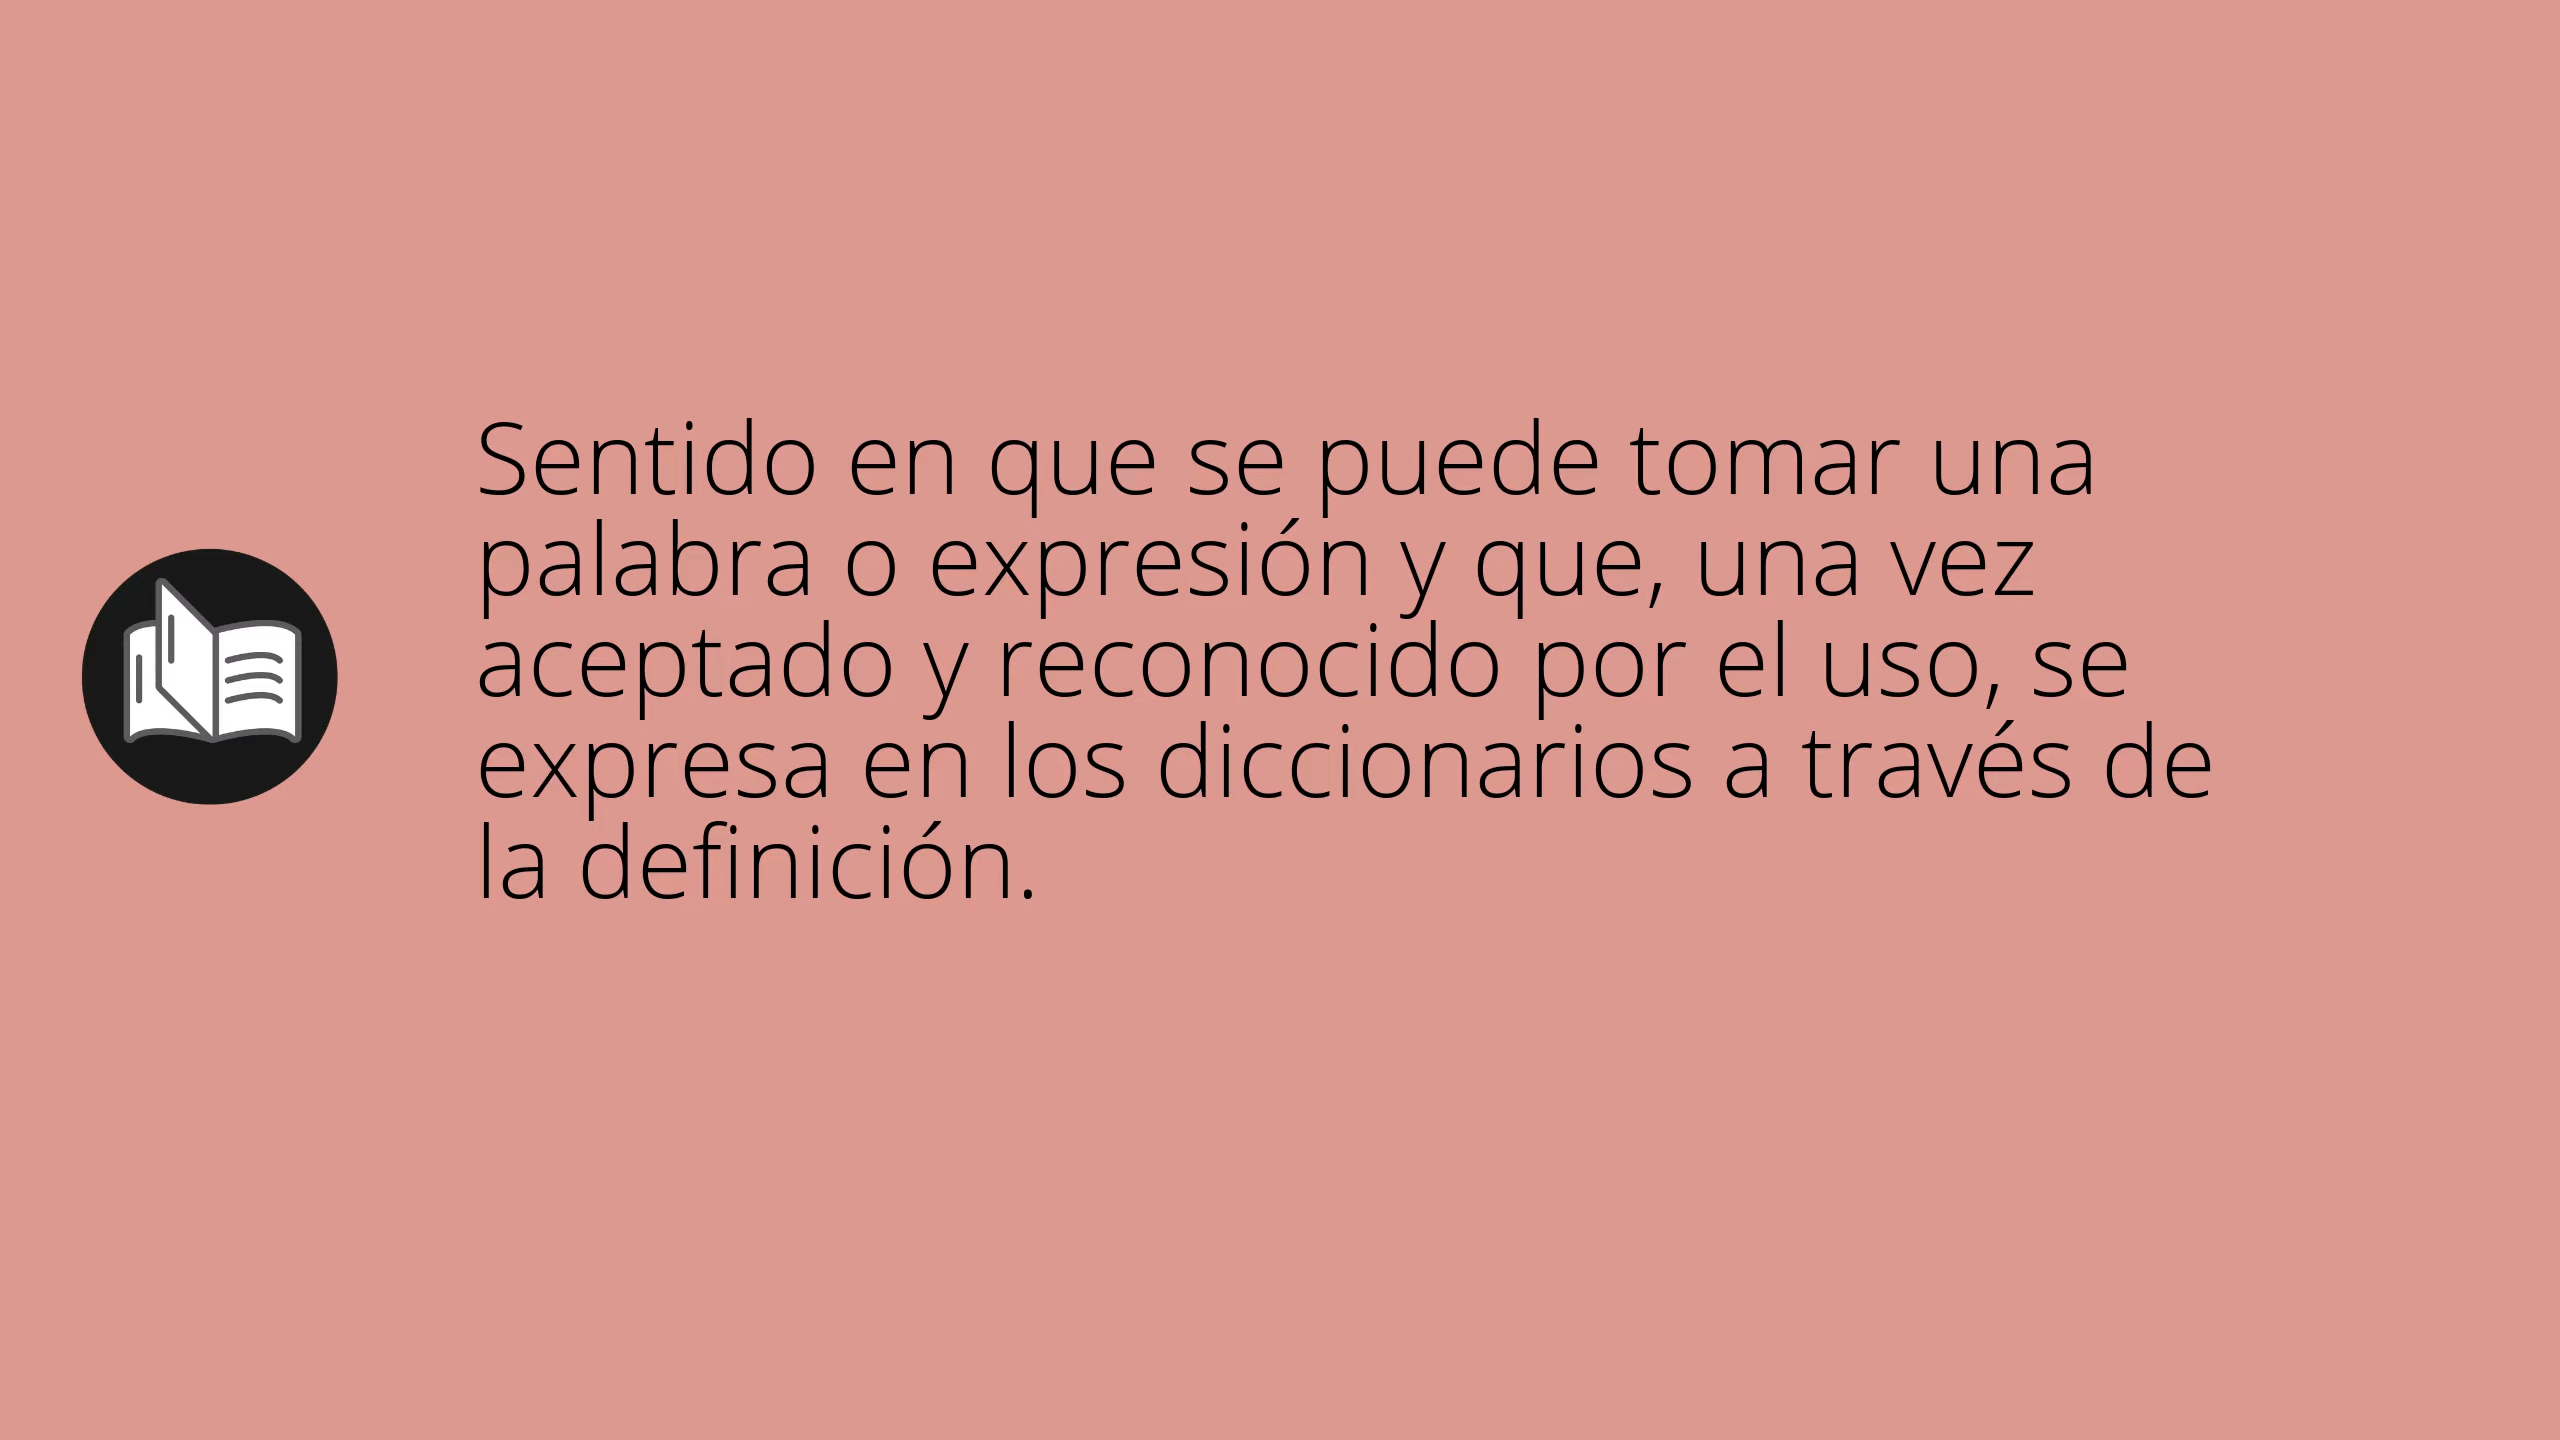 Sentido en que se puede tomar una
palabra o expresión y que, una vez
aceptado y reconocido por el uso, se
expresa en los diccionarios a través de
la definición.